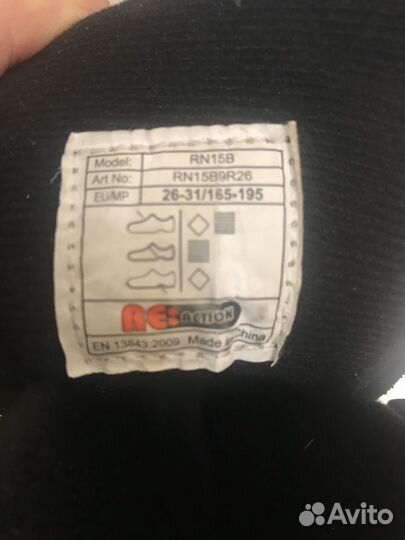 Model: RN15B
Art No: RN15B9R26
EU/MP 26-31/165-195
RE:ACTION
EN 13843:2009 Made in China
Avito